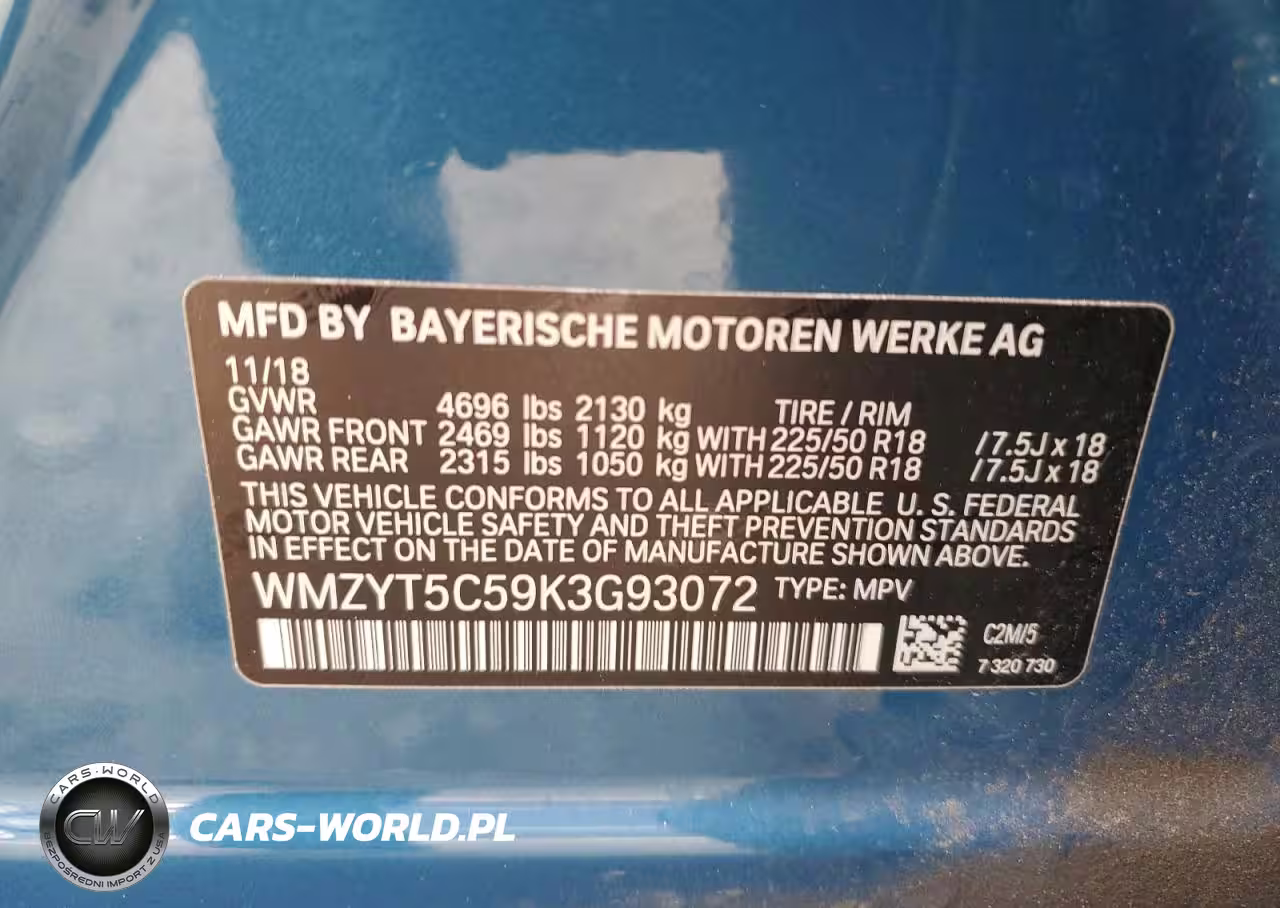 MFD BY BAYERISCHE MOTOREN WERKE AG
11/18
GVWR 4696 lbs 2130 kg TIRE / RIM
GAWR FRONT 2469 lbs 1120 kg WITH 225/50 R18 / 7.5J x 18
GAWR REAR 2315 lbs 1050 kg WITH 225/50 R18 / 7.5J x 18
THIS VEHICLE CONFORMS TO ALL APPLICABLE U. S. FEDERAL
MOTOR VEHICLE SAFETY AND THEFT PREVENTION STANDARDS
IN EFFECT ON THE DATE OF MANUFACTURE SHOWN ABOVE.
WMZYT5C59K3G93072 TYPE: MPV
C2M/5
7 320 730
CARS-WORLD
CW
BEZPOŚREDNI IMPORT Z USA
CARS-WORLD.PL